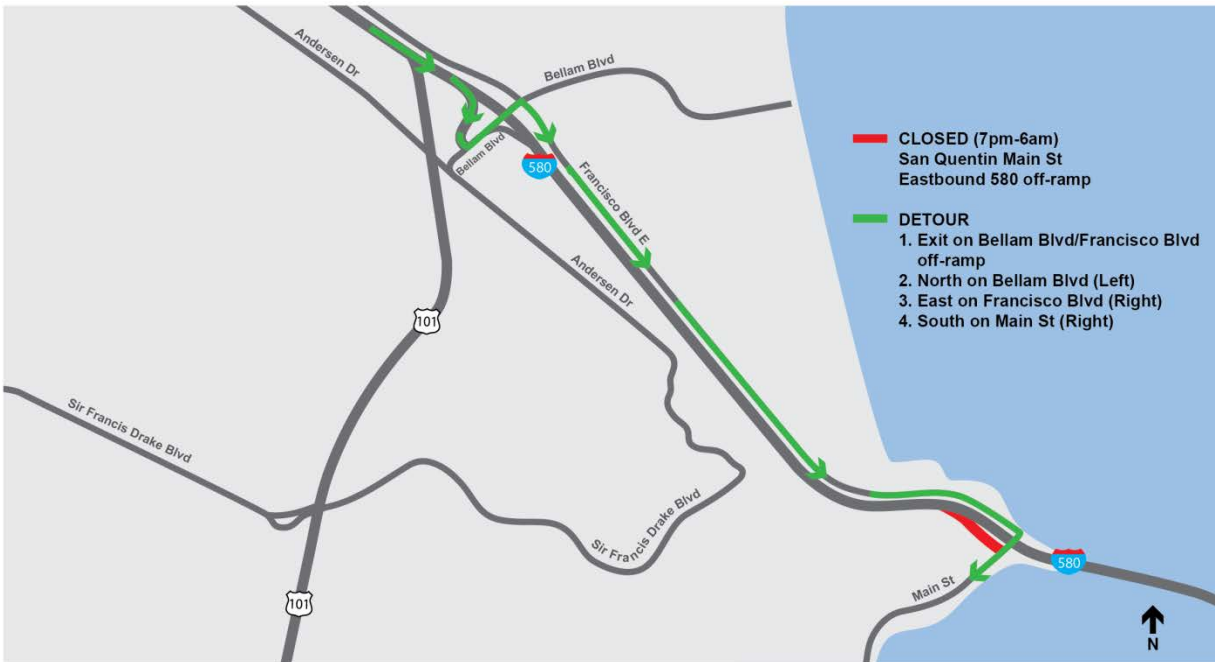 Andersen Dr
Bellam Blvd
Bellam Blvd
580
Francisco Blvd E
Andersen Dr
101
Sir Francis Drake Blvd
Sir Francis Drake Blvd
101
Main St
580
N
CLOSED (7pm-6am)
San Quentin Main St
Eastbound 580 off-ramp
DETOUR
1. Exit on Bellam Blvd/Francisco Blvd
off-ramp
2. North on Bellam Blvd (Left)
3. East on Francisco Blvd (Right)
4. South on Main St (Right)